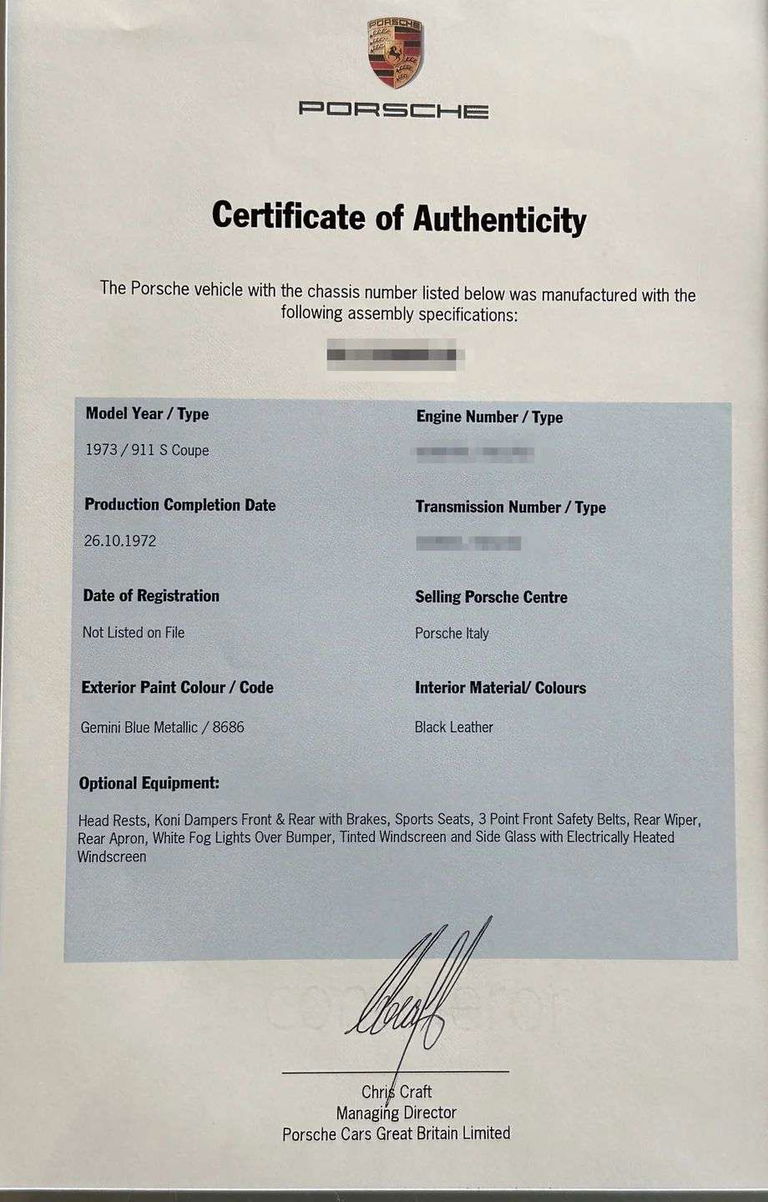 PORSCHE
PORSCHE
Certificate of Authenticity
The Porsche vehicle with the chassis number listed below was manufactured with the
following assembly specifications:
Model Year / Type
1973 / 911 S Coupe
Engine Number / Type
Production Completion Date
26.10.1972
Transmission Number / Type
Date of Registration
Not Listed on File
Selling Porsche Centre
Porsche Italy
Exterior Paint Colour / Code
Gemini Blue Metallic / 8686
Interior Material/ Colours
Black Leather
Optional Equipment:
Head Rests, Koni Dampers Front & Rear with Brakes, Sports Seats, 3 Point Front Safety Belts, Rear Wiper,
Rear Apron, White Fog Lights Over Bumper, Tinted Windscreen and Side Glass with Electrically Heated
Windscreen
Chris Craft
Managing Director
Porsche Cars Great Britain Limited